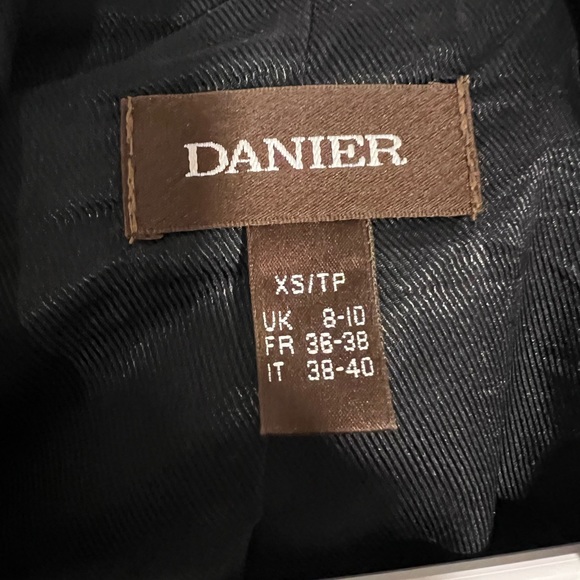 DANIER
XS/TP
UK 8-10
FR 36-38
IT 38-40